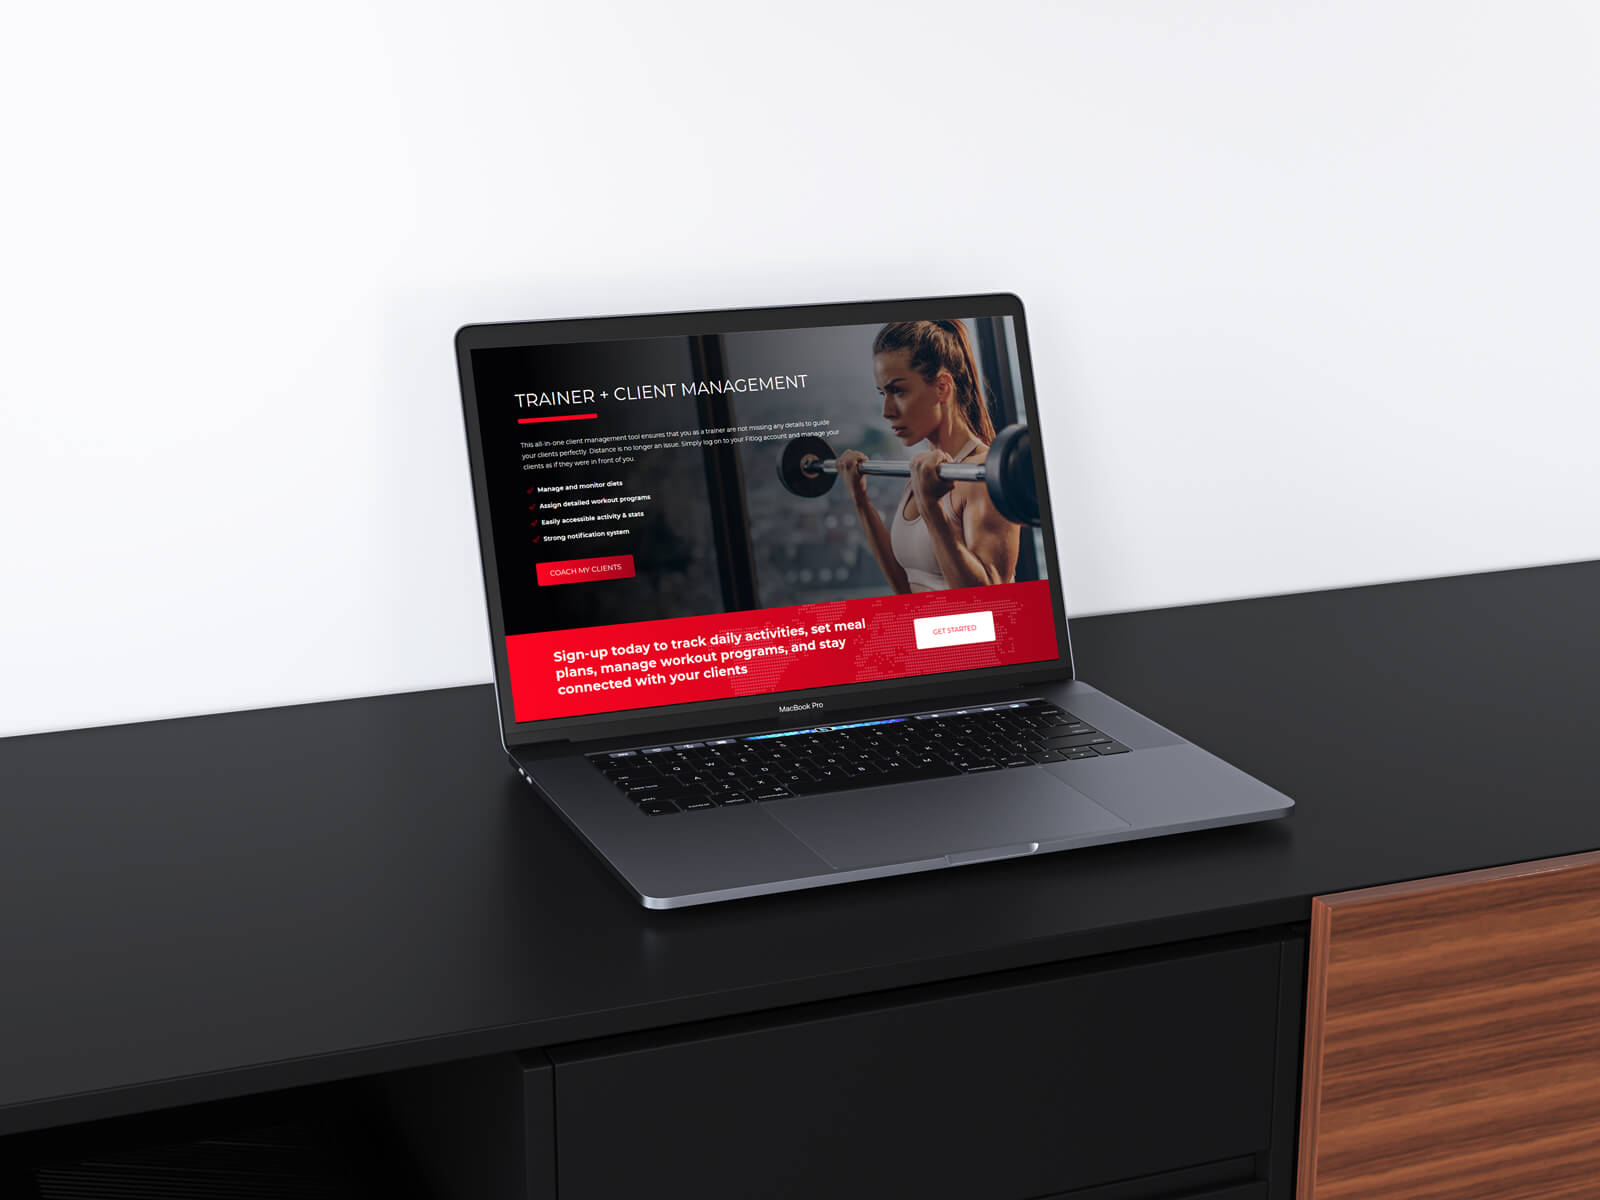 TRAINER + CLIENT MANAGEMENT
This all-in-one client management tool ensures that you as a trainer are not missing any details to guide
your clients perfectly. Distance is no longer an issue. Simply log on to your Fitlog account and manage your
clients as if they were in front of you.
Manage and monitor diets
Assign detailed workout programs
Easily accessible activity & stats
Strong notification system
COACH MY CLIENTS
Sign-up today to track daily activities, set meal
plans, manage workout programs, and stay
connected with your clients
GET STARTED
MacBook Pro